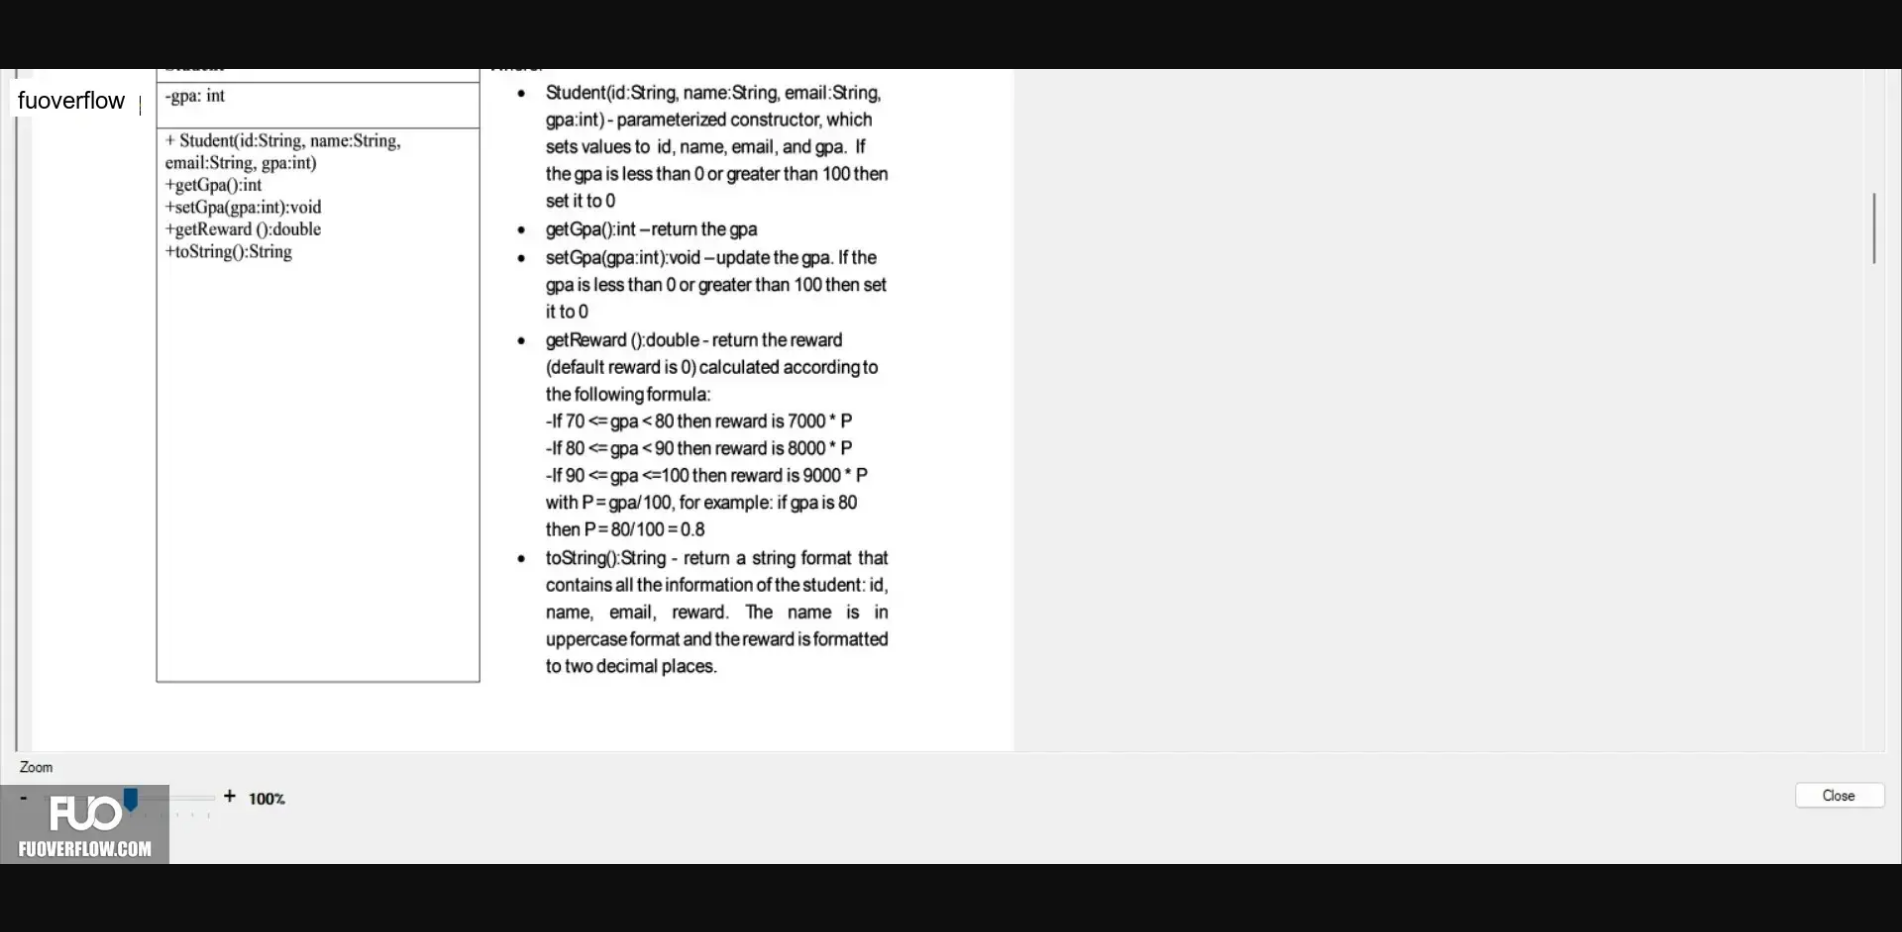 fuoverflow
-gpa: int
+ Student(id:String, name:String,
email:String, gpa:int)
+getGpa():int
+setGpa(gpa:int):void
+getReward ():double
+toString():String
• Student(id:String, name:String, email:String,
gpa:int) - parameterized constructor, which
sets values to id, name, email, and gpa. If
the gpa is less than 0 or greater than 100 then
set it to 0
• getGpa():int – return the gpa
• setGpa(gpa:int):void – update the gpa. If the
gpa is less than 0 or greater than 100 then set
it to 0
• getReward ():double - return the reward
(default reward is 0) calculated according to
the following formula:
-If 70 <= gpa < 80 then reward is 7000 * P
-If 80 <= gpa < 90 then reward is 8000 * P
-If 90 <= gpa <=100 then reward is 9000 * P
with P = gpa/100, for example: if gpa is 80
then P = 80/100 = 0.8
• toString():String - return a string format that
contains all the information of the student: id,
name, email, reward. The name is in
uppercase format and the reward is formatted
to two decimal places.
Zoom
- + 100%
Close
FUO
FUOVERFLOW.COM